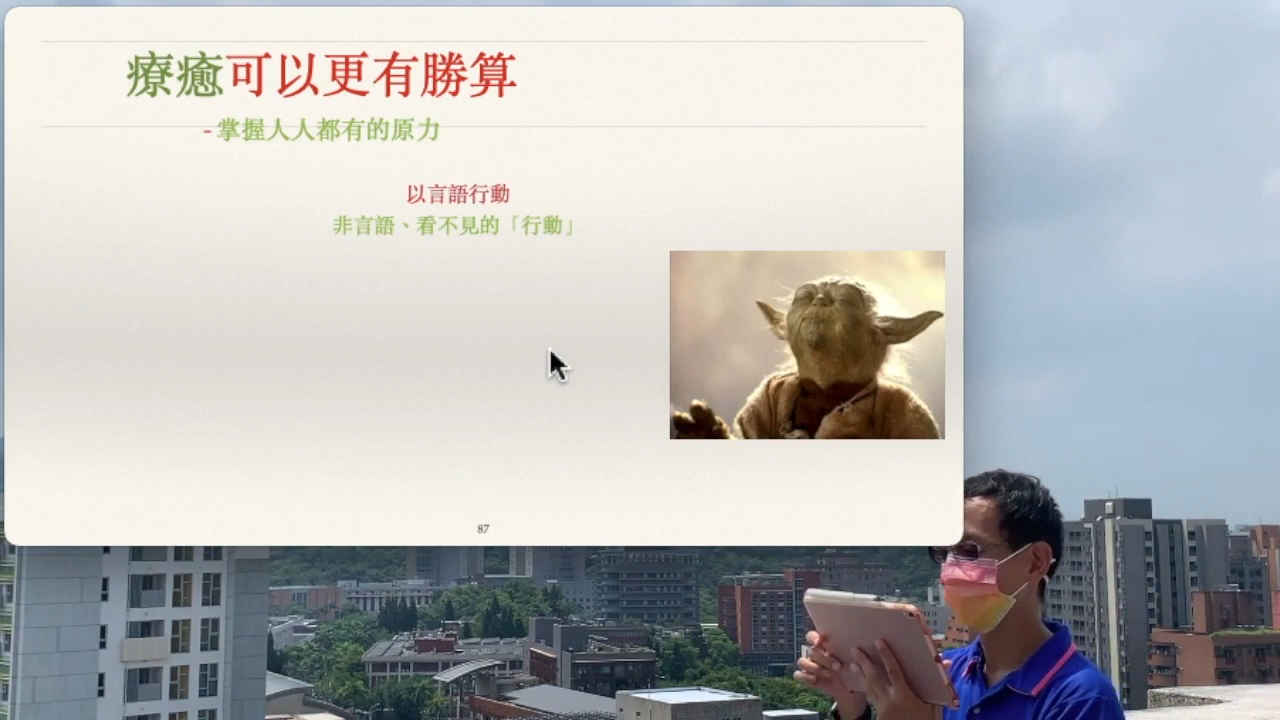 療癒可以更有勝算
- 掌握人人都有的原力
以言語行動
非言語、看不見的「行動」
87